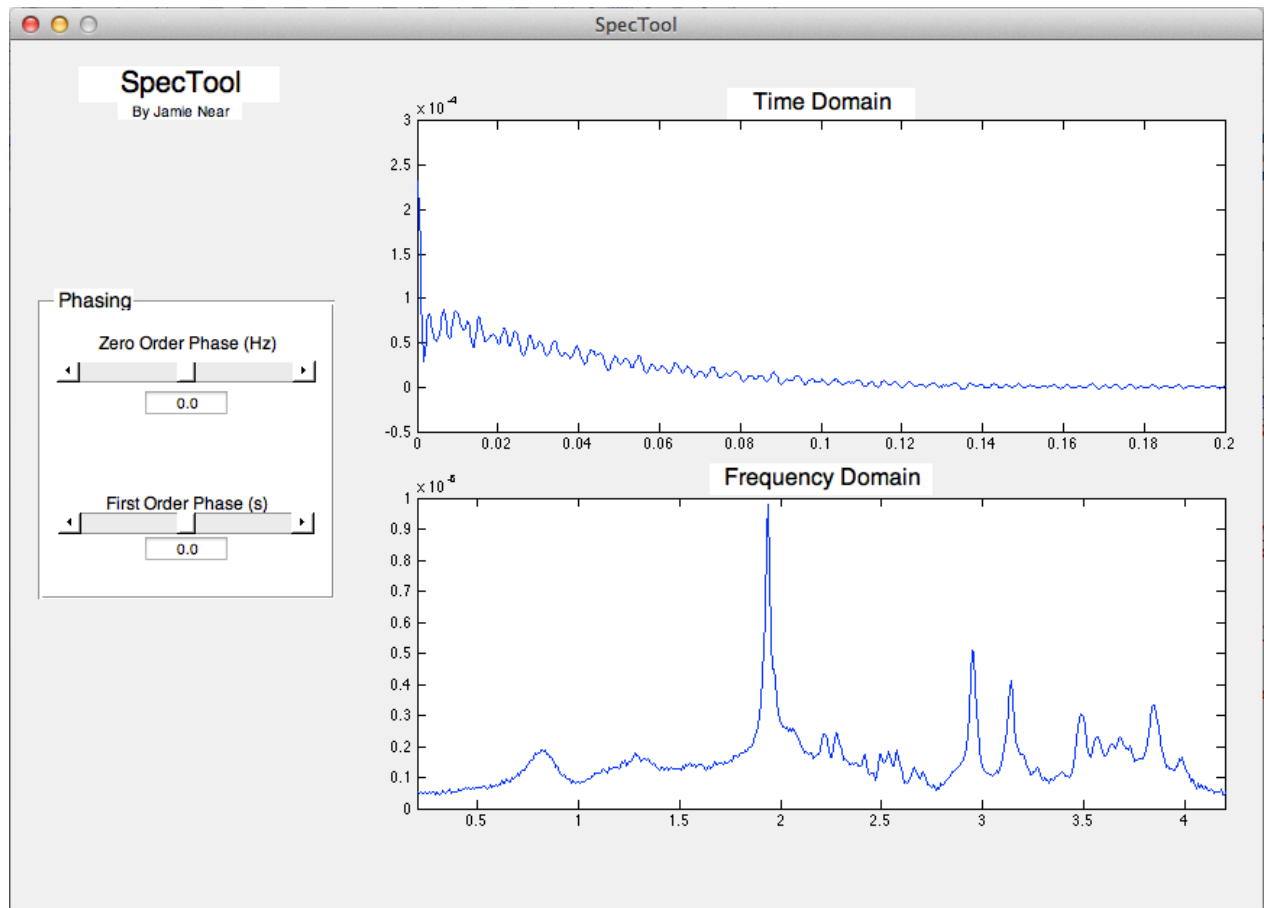 SpecTool
SpecTool
By Jamie Near
Phasing
Zero Order Phase (Hz)
0.0
First Order Phase (s)
0.0
Time Domain
x 10^-4
3
2.5
2
1.5
1
0.5
0
-0.5
0 0.02 0.04 0.06 0.08 0.1 0.12 0.14 0.16 0.18 0.2
Frequency Domain
x 10
1
0.9
0.8
0.7
0.6
0.5
0.4
0.3
0.2
0.1
0
0.5 1 1.5 2 2.5 3 3.5 4